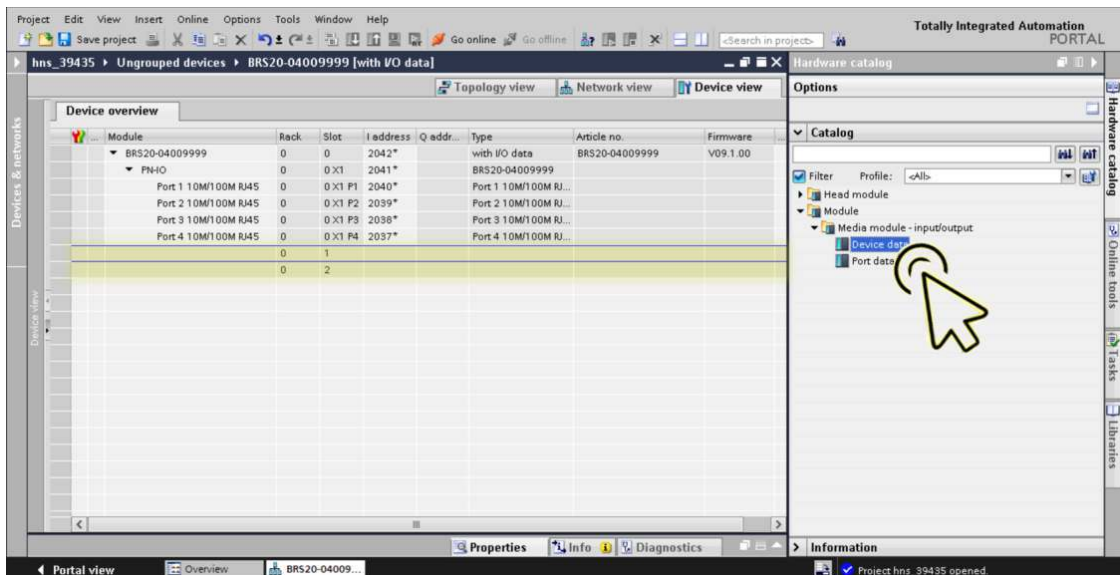 Project Edit View Insert Online Options Tools Window Help
Totally Integrated Automation
PORTAL
Save project Go online Go offline <Search in project>
hns_39435 ▸ Ungrouped devices ▸ BRS20-04009999 [with I/O data]
Hardware catalog
Topology view Network view Device view
Options
Device overview
... Module Rack Slot I address Q addr... Type Article no. Firmware ...
BRS20-04009999 0 0 2042* with I/O data BRS20-04009999 V09.1.00
PN-IO 0 0 X1 2041* BRS20-04009999
Port 1 10M/100M RJ45 0 0 X1 P1 2040* Port 1 10M/100M RJ...
Port 2 10M/100M RJ45 0 0 X1 P2 2039* Port 2 10M/100M RJ...
Port 3 10M/100M RJ45 0 0 X1 P3 2038* Port 3 10M/100M RJ...
Port 4 10M/100M RJ45 0 0 X1 P4 2037* Port 4 10M/100M RJ...
0 1
0 2
Catalog
Filter Profile: <All>
Head module
Module
Media module - input/output
Device data
Port data
Information
Devices & networks
Device view
Hardware catalog
Online tools
Tasks
Libraries
Properties Info Diagnostics
Portal view Overview BRS20-04009... Project hns_39435 opened.